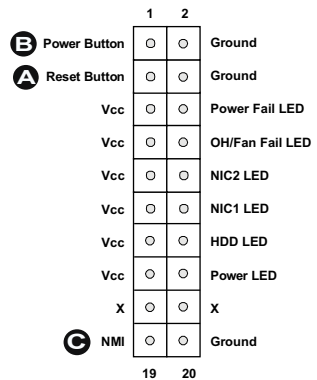 1 2
B Power Button Ground
A Reset Button Ground
Vcc Power Fail LED
Vcc OH/Fan Fail LED
Vcc NIC2 LED
Vcc NIC1 LED
Vcc HDD LED
Vcc Power LED
X X
C NMI Ground
19 20